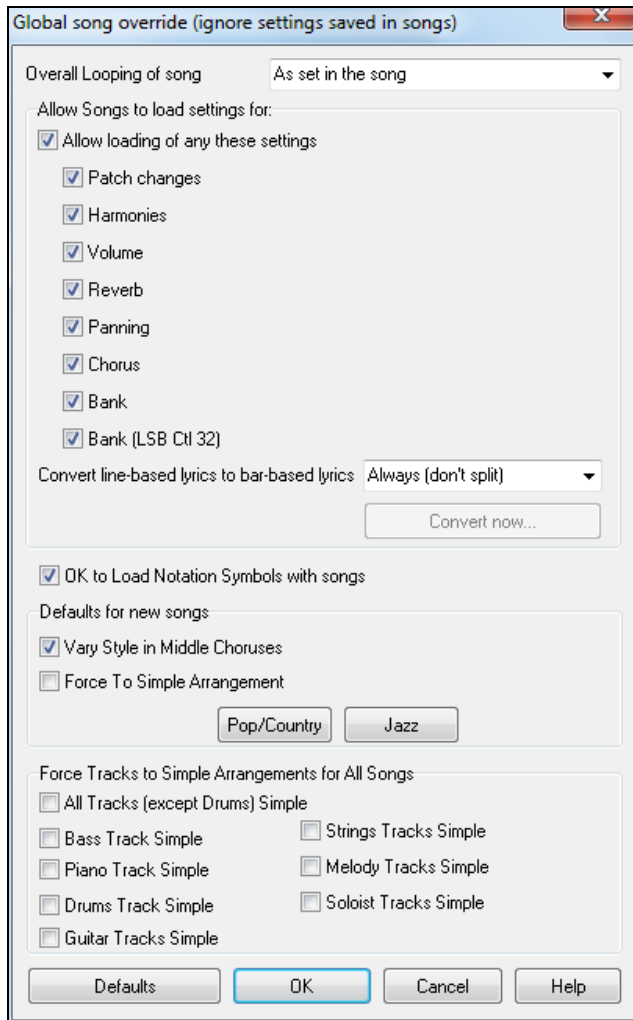 Global song override (ignore settings saved in songs)
Overall Looping of song As set in the song
Allow Songs to load settings for:
Allow loading of any these settings
Patch changes
Harmonies
Volume
Reverb
Panning
Chorus
Bank
Bank (LSB Ctl 32)
Convert line-based lyrics to bar-based lyrics Always (don't split)
Convert now...
OK to Load Notation Symbols with songs
Defaults for new songs
Vary Style in Middle Choruses
Force To Simple Arrangement
Pop/Country Jazz
Force Tracks to Simple Arrangements for All Songs
All Tracks (except Drums) Simple
Bass Track Simple Strings Tracks Simple
Piano Track Simple Melody Tracks Simple
Drums Track Simple Soloist Tracks Simple
Guitar Tracks Simple
Defaults OK Cancel Help